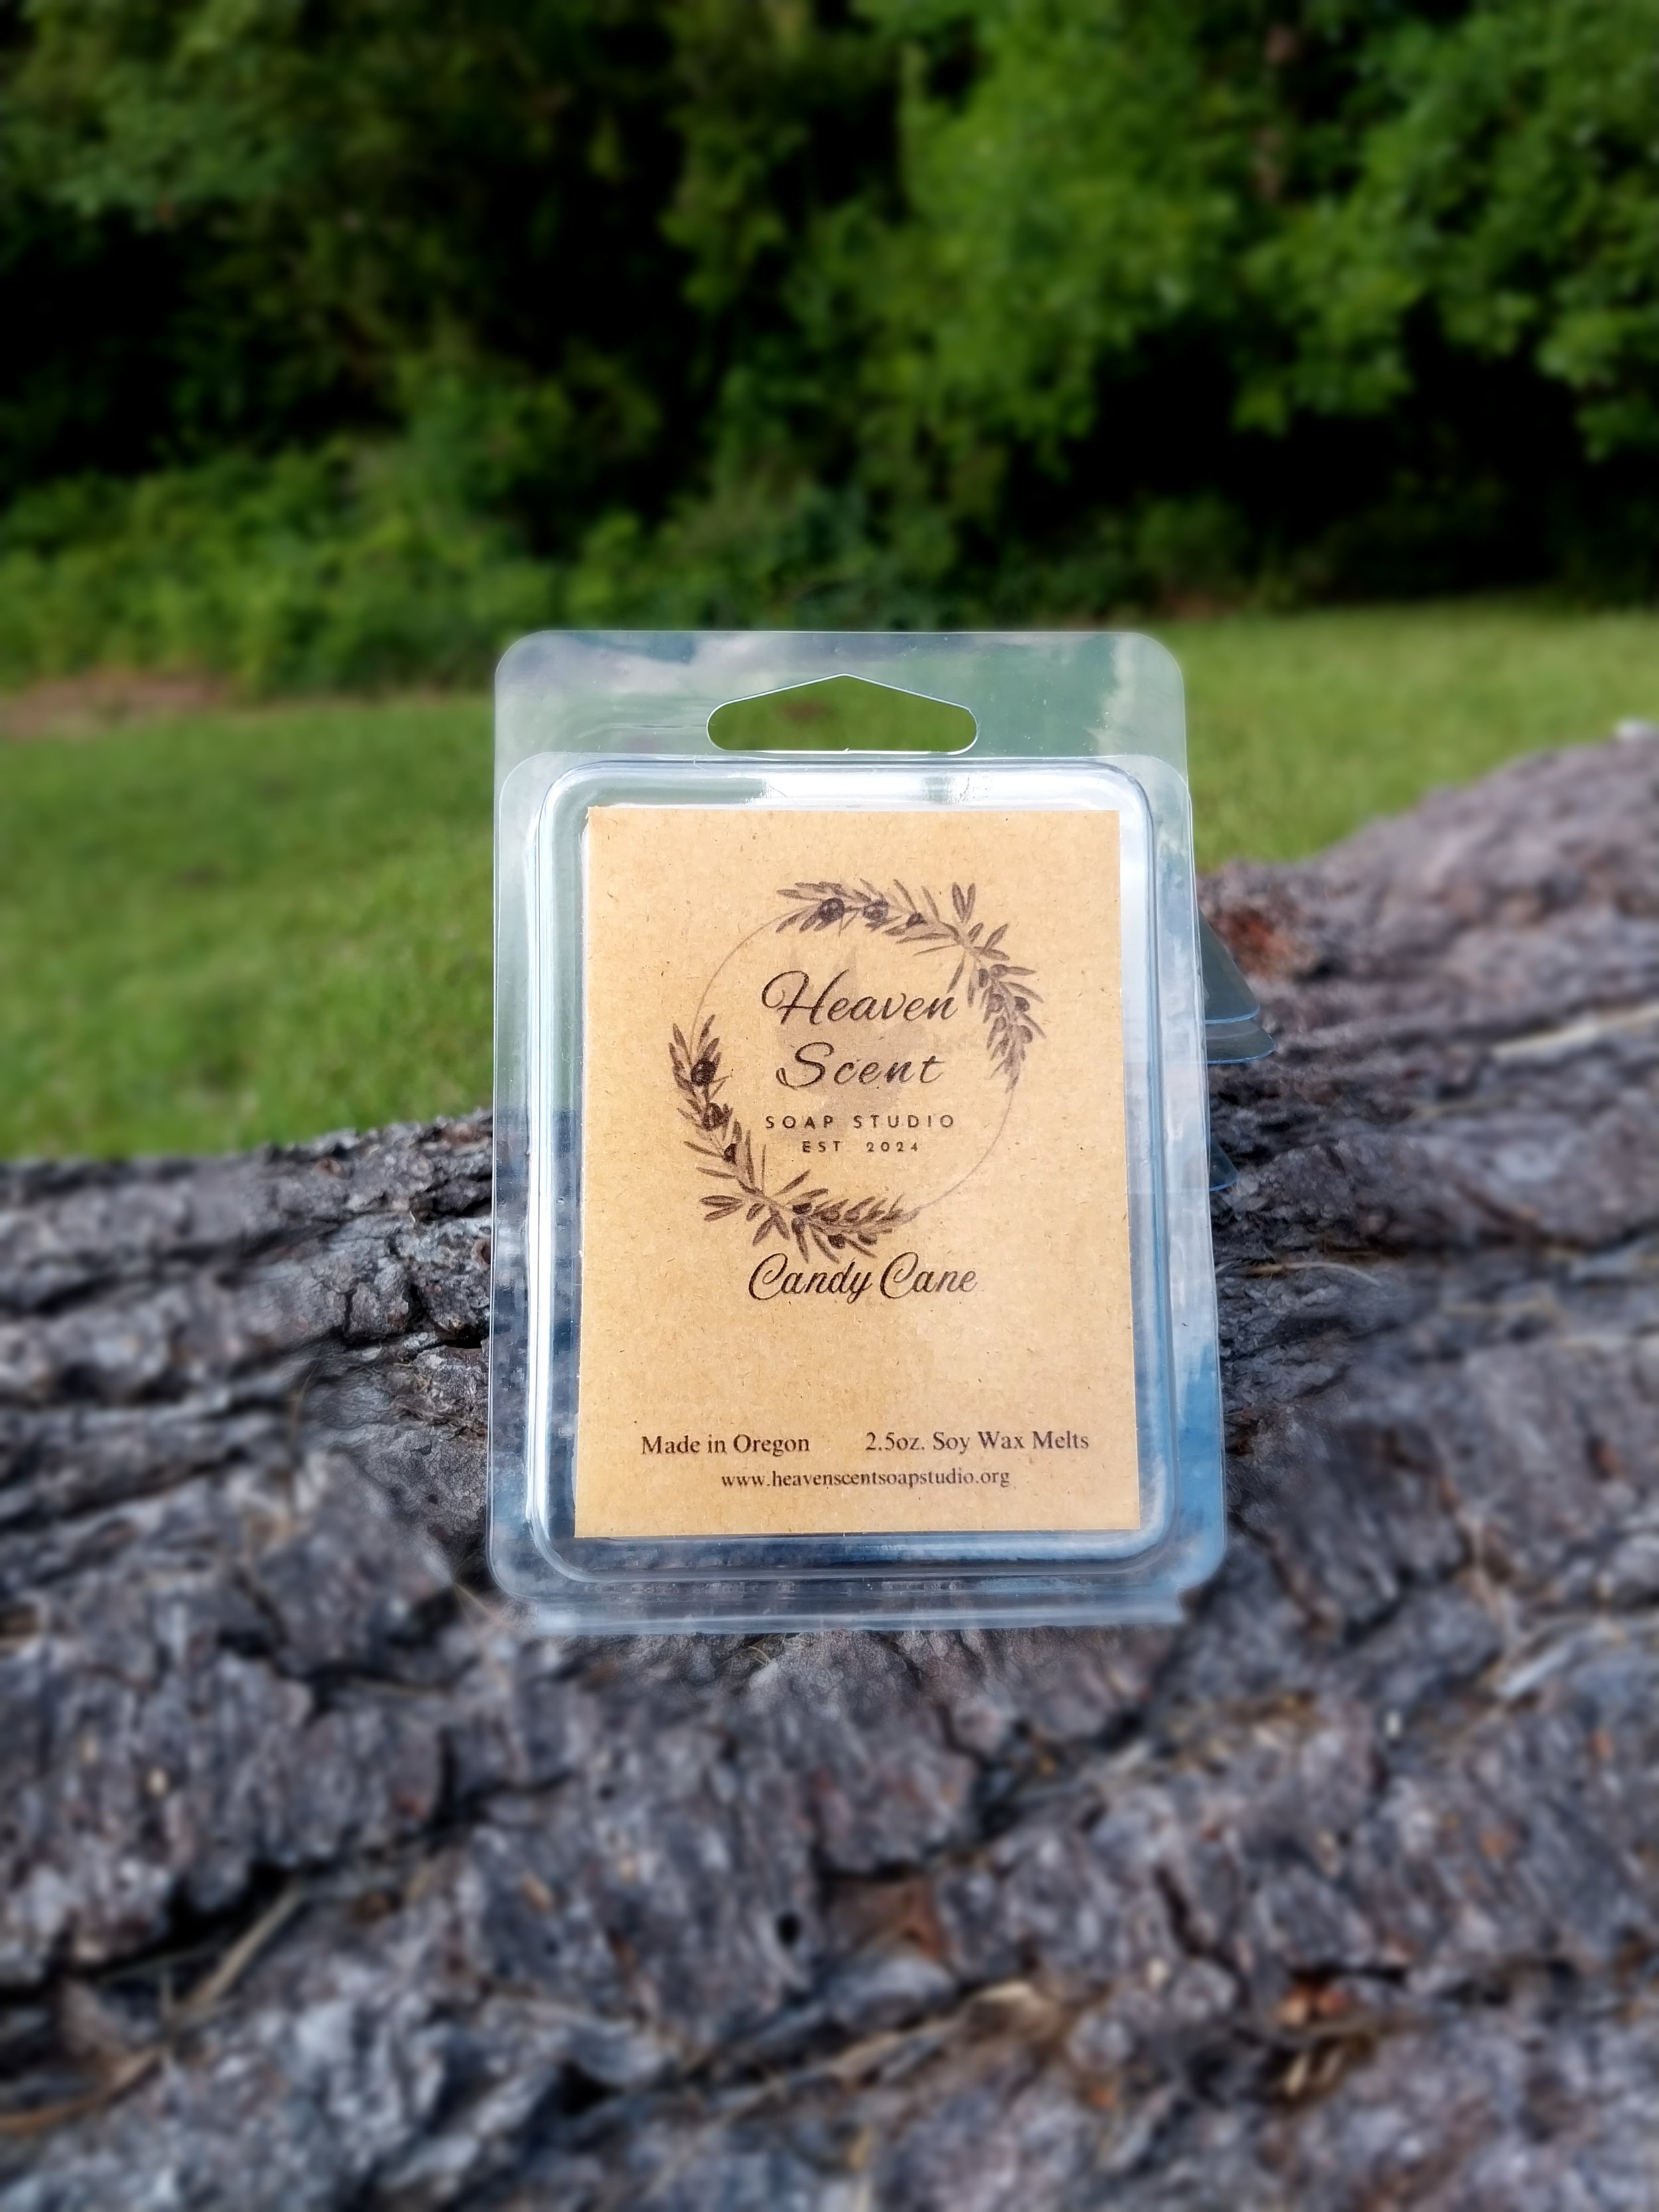 Heaven
Scent
SOAP STUDIO
EST 2024
Candy Cane
Made in Oregon 2.5oz. Soy Wax Melts
www.heavenscentsoapstudio.org